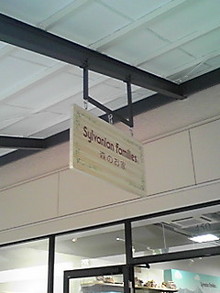 Sylvanian Families
森のお家